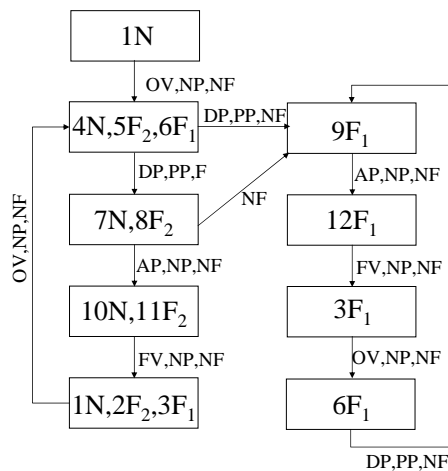 1N
OV,NP,NF
4N,5F₂,6F₁
DP,PP,NF
9F₁
DP,PP,F
AP,NP,NF
OV,NP,NF
7N,8F₂
NF
12F₁
AP,NP,NF
FV,NP,NF
10N,11F₂
3F₁
FV,NP,NF
OV,NP,NF
1N,2F₂,3F₁
6F₁
DP,PP,NF